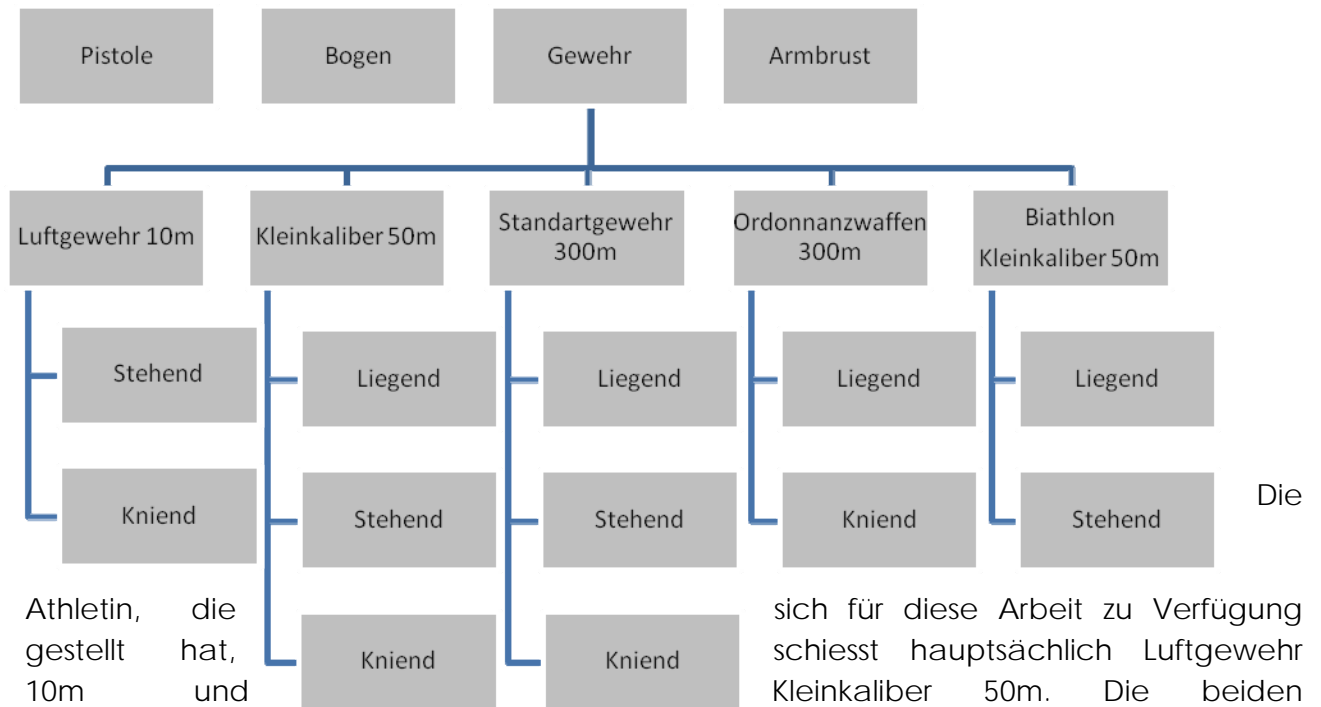 Pistole
Bogen
Gewehr
Armbrust
Luftgewehr 10m
Kleinkaliber 50m
Standartgewehr
300m
Ordonnanzwaffen
300m
Biathlon
Kleinkaliber 50m
Stehend
Kniend
Liegend
Stehend
Kniend
Liegend
Stehend
Kniend
Liegend
Kniend
Liegend
Stehend
Die
Athletin, die sich für diese Arbeit zu Verfügung
gestellt hat, schiesst hauptsächlich Luftgewehr
10m und Kleinkaliber 50m. Die beiden